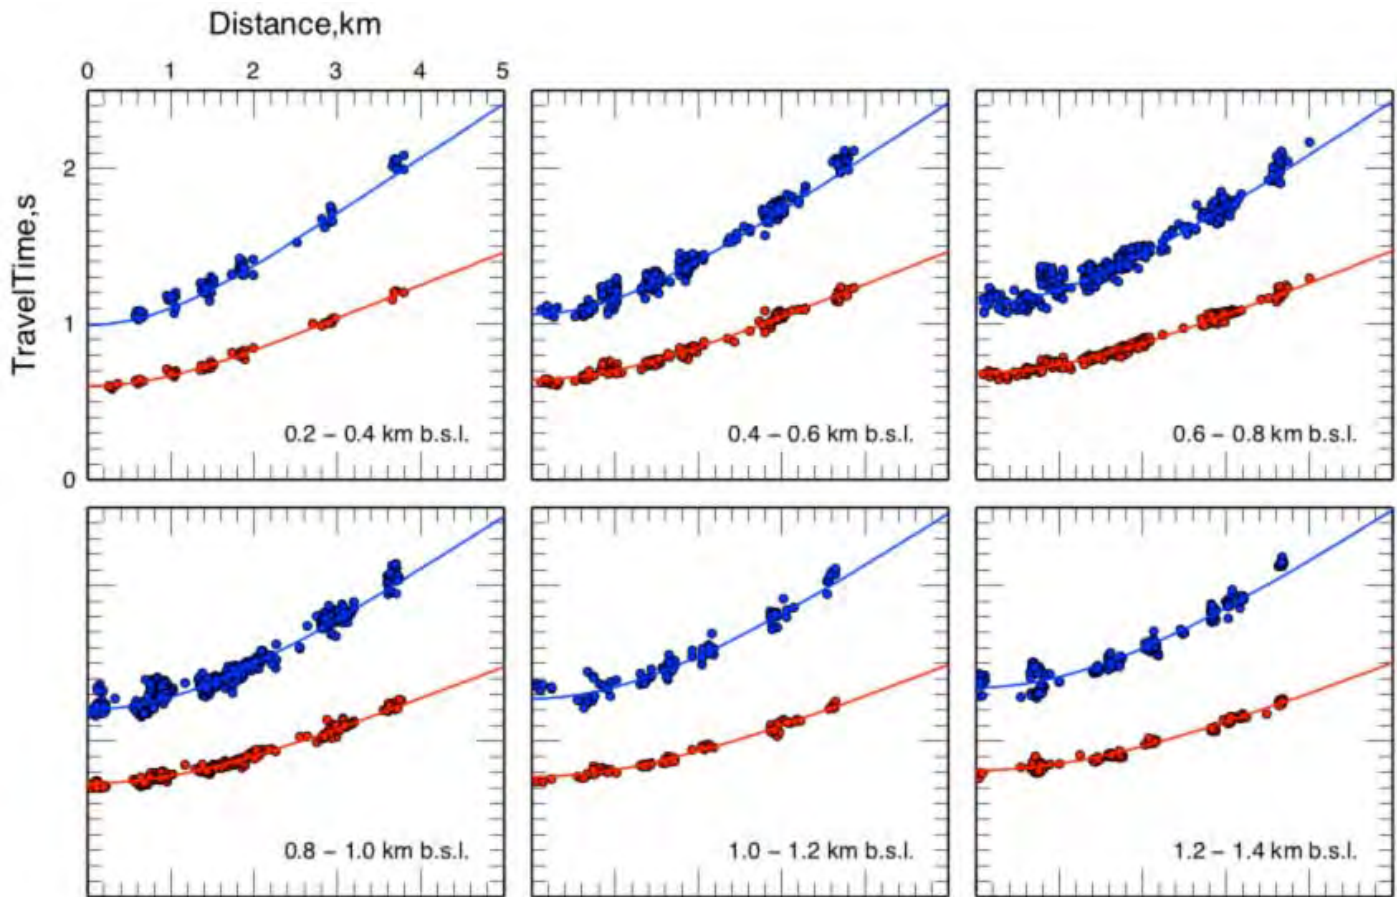 Distance,km
0 1 2 3 4 5
TravelTime,s
2
1
0
0.2 – 0.4 km b.s.l.
0.4 – 0.6 km b.s.l.
0.6 – 0.8 km b.s.l.
0.8 – 1.0 km b.s.l.
1.0 – 1.2 km b.s.l.
1.2 – 1.4 km b.s.l.